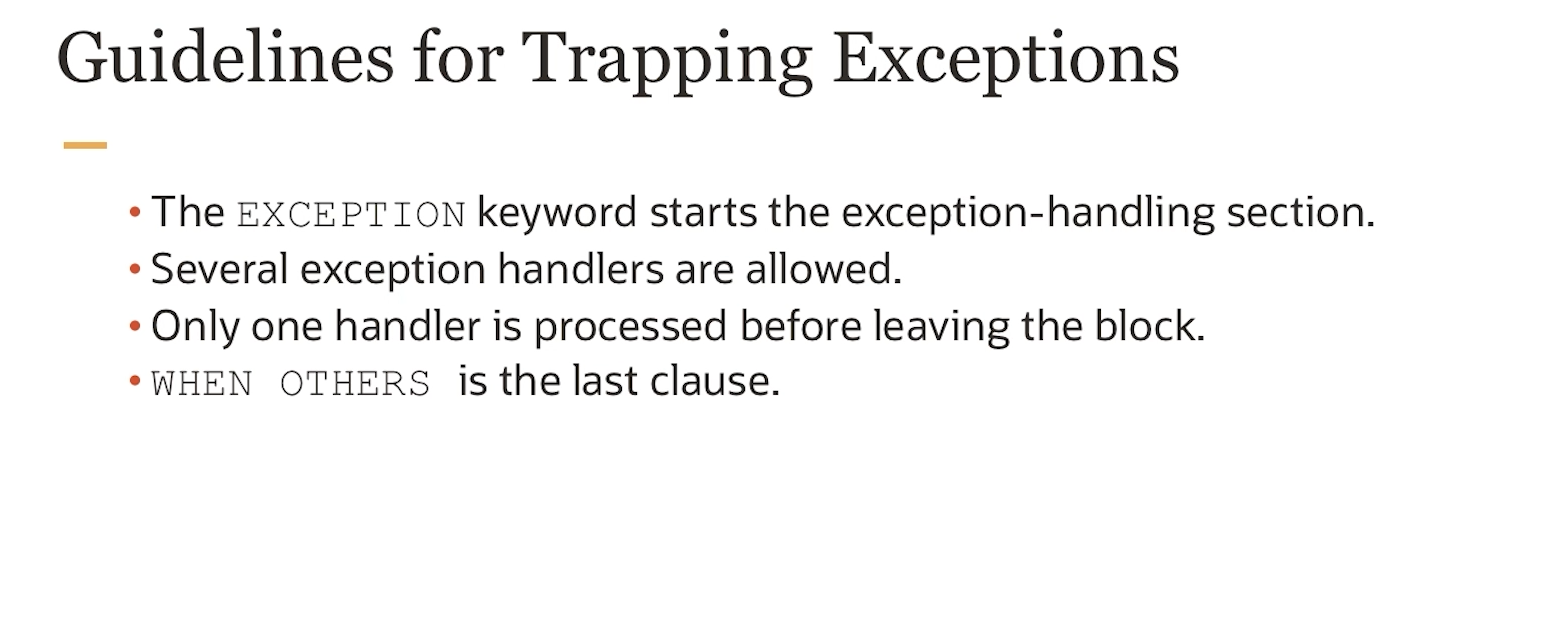 Guidelines for Trapping Exceptions
• The EXCEPTION keyword starts the exception-handling section.
• Several exception handlers are allowed.
• Only one handler is processed before leaving the block.
• WHEN OTHERS is the last clause.